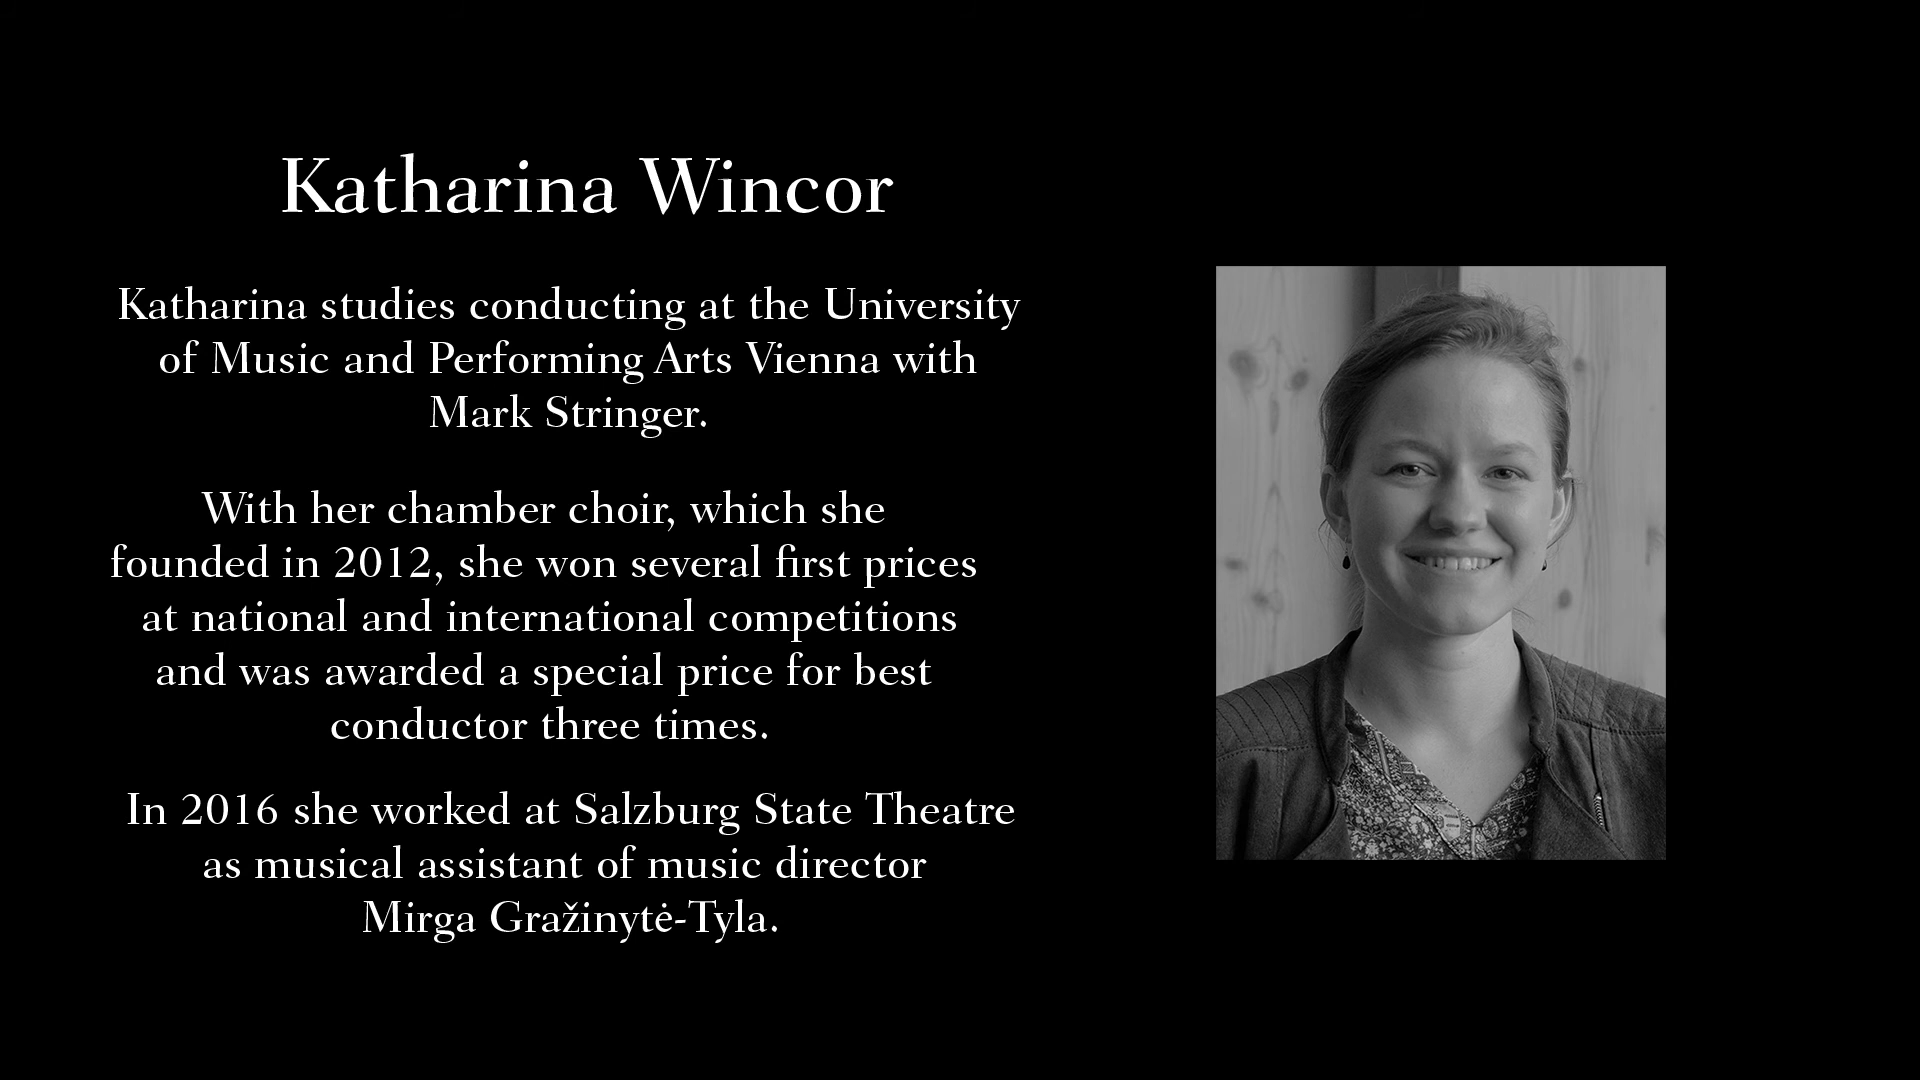 Katharina Wincor
Katharina studies conducting at the University
of Music and Performing Arts Vienna with
Mark Stringer.
With her chamber choir, which she
founded in 2012, she won several first prices
at national and international competitions
and was awarded a special price for best
conductor three times.
In 2016 she worked at Salzburg State Theatre
as musical assistant of music director
Mirga Gražinytė-Tyla.